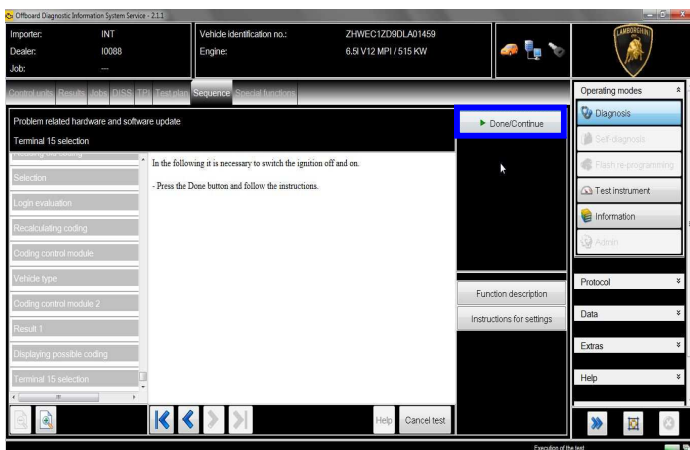 Offboard Diagnostic Information System Service - 2.1.1
Importer: INT
Dealer: I0088
Job: ---
Vehicle identification no.: ZHWEC1ZD9DLA01459
Engine: 6.5l V12 MPI / 515 KW
LAMBORGHINI
Control units Results Jobs DISS TPI Test plan Sequence Special functions
Operating modes
Diagnosis
Self-diagnosis
Flash re-programming
Test instrument
Information
Admin
Protocol
Data
Extras
Help
Problem related hardware and software update
Terminal 15 selection
Done/Continue
Selection
Login evaluation
Recalculating coding
Coding control module
Vehicle type
Coding control module 2
Result 1
Displaying possible coding
Terminal 15 selection
In the following it is necessary to switch the ignition off and on.
- Press the Done button and follow the instructions.
Function description
Instructions for settings
Help
Cancel test
Execution of the test